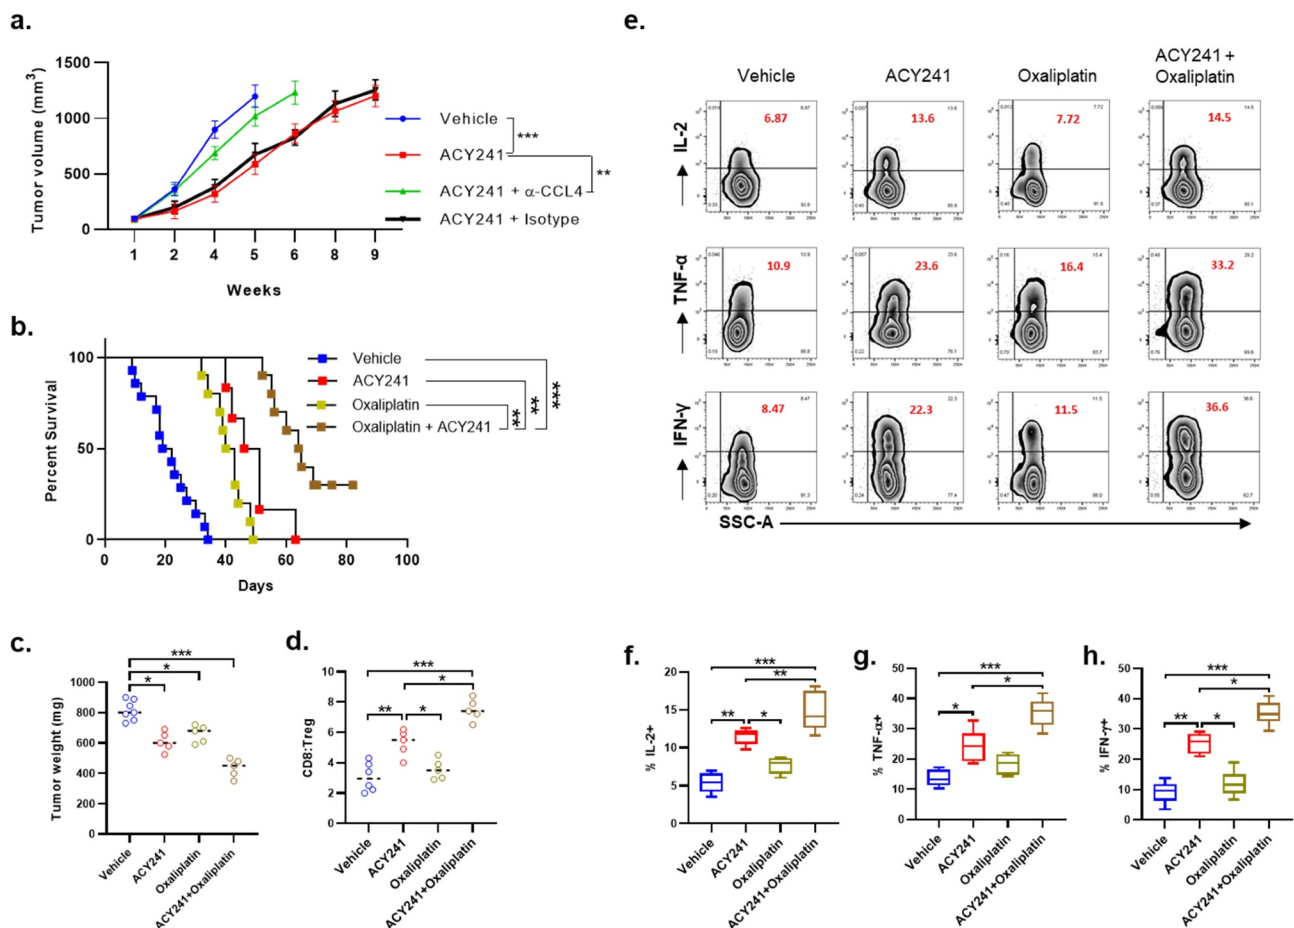 a.
Tumor volume (mm3)
1500
1000
500
0
1 2 4 5 6 8 9
Weeks
Vehicle
ACY241
ACY241 + α-CCL4
ACY241 + Isotype
***
**
b.
Percent Survival
100
50
0
0 20 40 60 80 100
Days
Vehicle
ACY241
Oxaliplatin
Oxaliplatin + ACY241
**
**
***
c.
Tumor weight (mg)
1000
800
600
400
200
0
***
*
*
Vehicle
ACY241
Oxaliplatin
ACY241+Oxaliplatin
d.
CD8:Treg
10
8
6
4
2
0
***
*
** *
Vehicle
ACY241
Oxaliplatin
ACY241+Oxaliplatin
e.
Vehicle ACY241 Oxaliplatin ACY241 + Oxaliplatin
IL-2
6.87 13.6 7.72 14.5
TNF-α
10.9 23.6 16.4 33.2
IFN-γ
8.47 22.3 11.5 36.6
SSC-A
f.
% IL-2+
20
15
10
5
0
***
**
** *
Vehicle
ACY241
Oxaliplatin
ACY241+Oxaliplatin
g.
% TNF-α+
50
40
30
20
10
0
***
*
*
Vehicle
ACY241
Oxaliplatin
ACY241+Oxaliplatin
h.
% IFN-γ+
50
40
30
20
10
0
***
*
** *
Vehicle
ACY241
Oxaliplatin
ACY241+Oxaliplatin